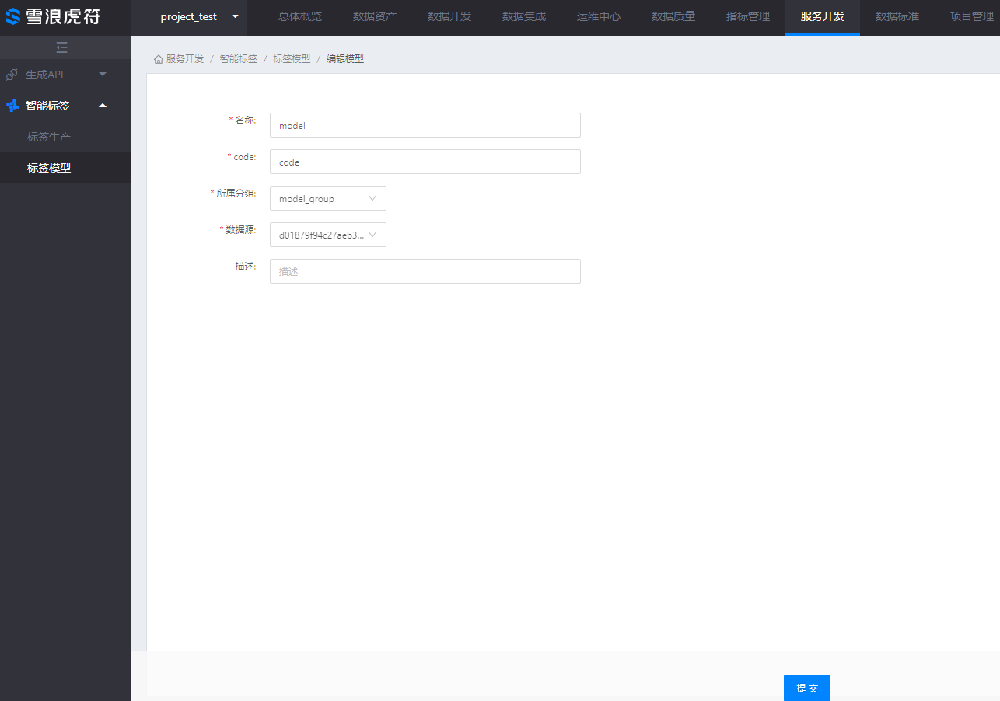 雪浪虎符 project_test 总体概览 数据资产 数据开发 数据集成 运维中心 数据质量 指标管理 服务开发 数据标准 项目管理
生成API
智能标签
标签生产
标签模型
服务开发 / 智能标签 / 标签模型 / 编辑模型
* 名称: model
* code: code
* 所属分组: model_group
* 数据源: d01879f94c27aeb3...
描述: 描述
提 交